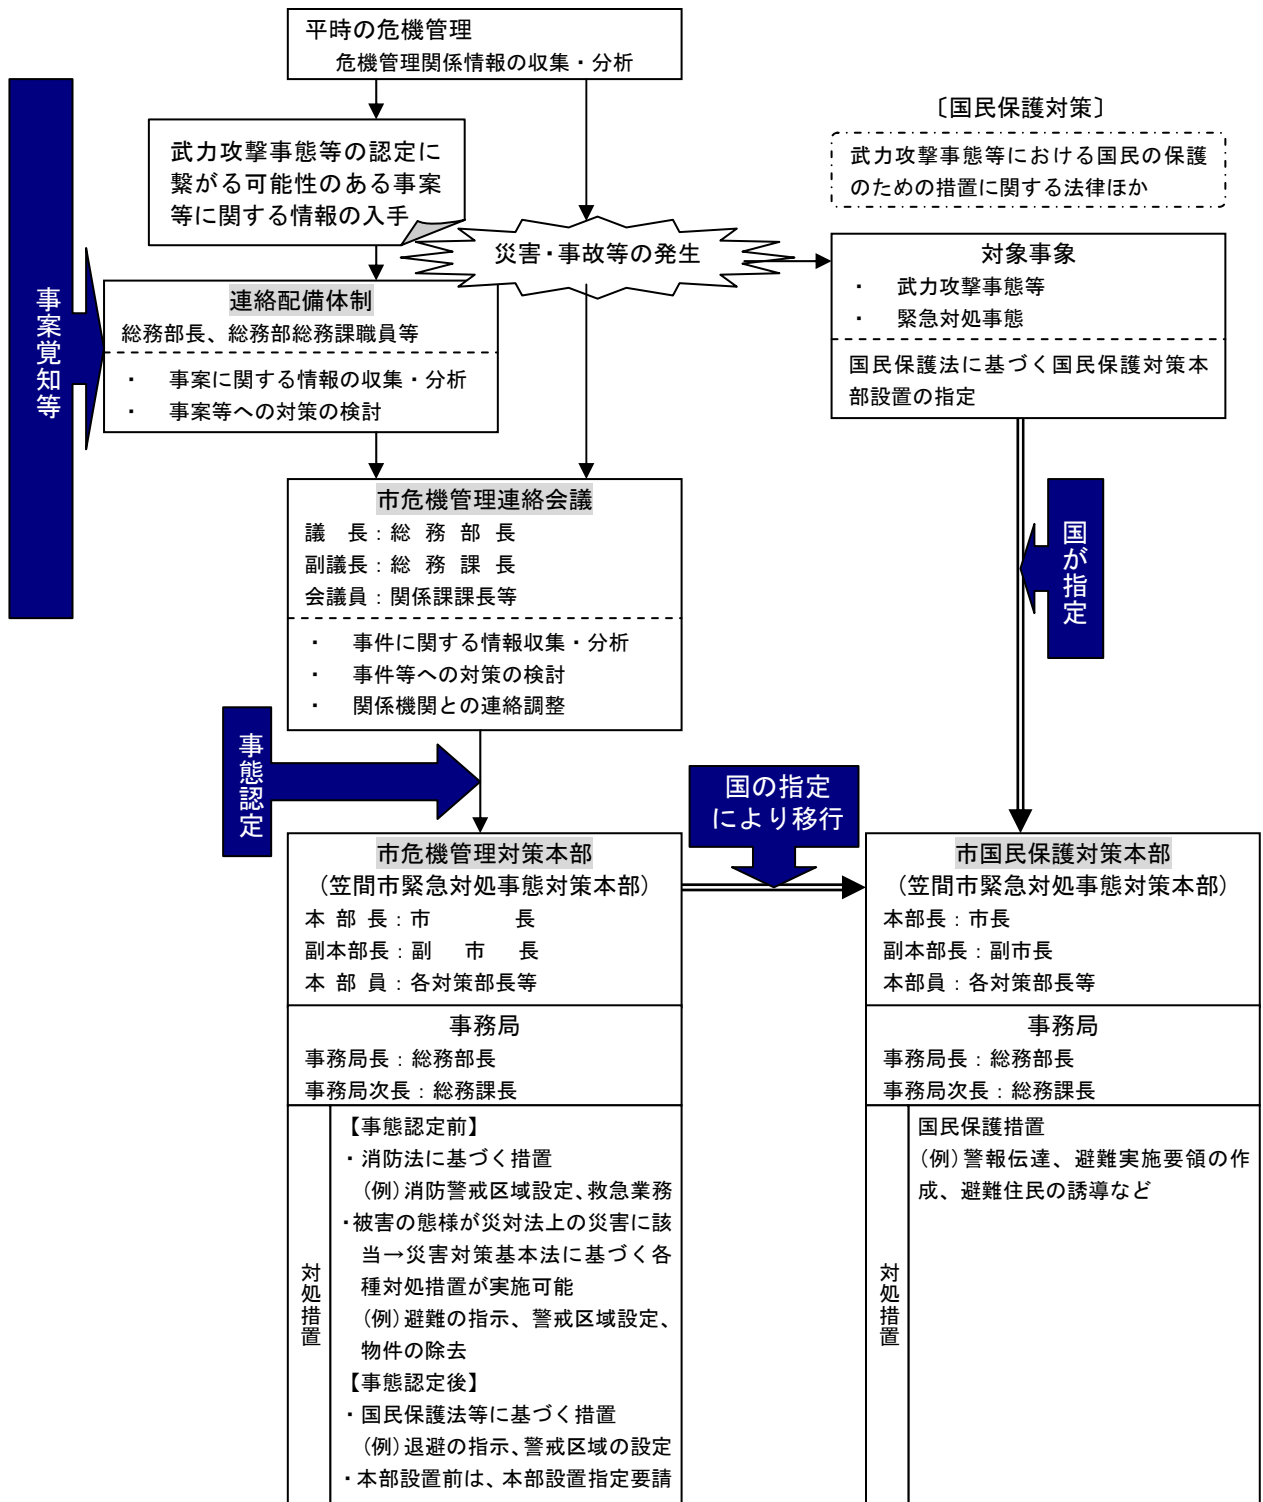 平時の危機管理
危機管理関係情報の収集・分析
武力攻撃事態等の認定に
繋がる可能性のある事案
等に関する情報の入手
〔国民保護対策〕
武力攻撃事態等における国民の保護
のための措置に関する法律ほか
災害・事故等の発生
対象事象
・ 武力攻撃事態等
・ 緊急対処事態
国民保護法に基づく国民保護対策本
部設置の指定
事案覚知等
連絡配備体制
総務部長、総務部総務課職員等
・ 事案に関する情報の収集・分析
・ 事案等への対策の検討
市危機管理連絡会議
議 長：総 務 部 長
副議長：総 務 課 長
会議員：関係課課長等
・ 事件に関する情報収集・分析
・ 事件等への対策の検討
・ 関係機関との連絡調整
国が指定
事態認定
国の指定
により移行
市危機管理対策本部
（笠間市緊急対処事態対策本部）
本 部 長：市 長
副本部長：副 市 長
本 部 員：各対策部長等
事務局
事務局長：総務部長
事務局次長：総務課長
対処措置
【事態認定前】
・消防法に基づく措置
（例）消防警戒区域設定、救急業務
・被害の態様が災対法上の災害に該
当→災害対策基本法に基づく各
種対処措置が実施可能
（例）避難の指示、警戒区域設定、
物件の除去
【事態認定後】
・国民保護法等に基づく措置
（例）退避の指示、警戒区域の設定
・本部設置前は、本部設置指定要請
市国民保護対策本部
（笠間市緊急対処事態対策本部）
本部長：市長
副本部長：副市長
本部員：各対策部長等
事務局
事務局長：総務部長
事務局次長：総務課長
対処措置
国民保護措置
（例）警報伝達、避難実施要領の作
成、避難住民の誘導など